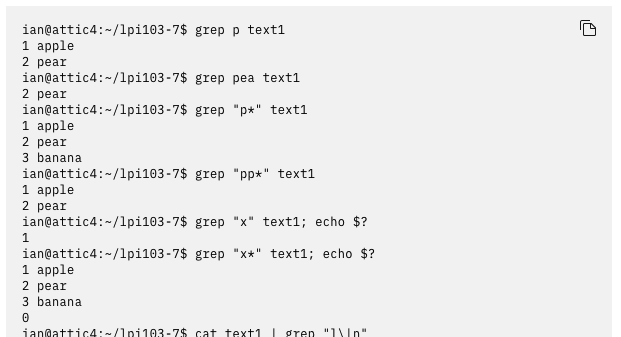 ian@attic4:~/lpi103-7$ grep p text1
1 apple
2 pear
ian@attic4:~/lpi103-7$ grep pea text1
2 pear
ian@attic4:~/lpi103-7$ grep "p*" text1
1 apple
2 pear
3 banana
ian@attic4:~/lpi103-7$ grep "pp*" text1
1 apple
2 pear
ian@attic4:~/lpi103-7$ grep "x" text1; echo $?
1
ian@attic4:~/lpi103-7$ grep "x*" text1; echo $?
1 apple
2 pear
3 banana
0
ian@attic4:~/lpi103-7$ cat text1 | grep "l\|n"